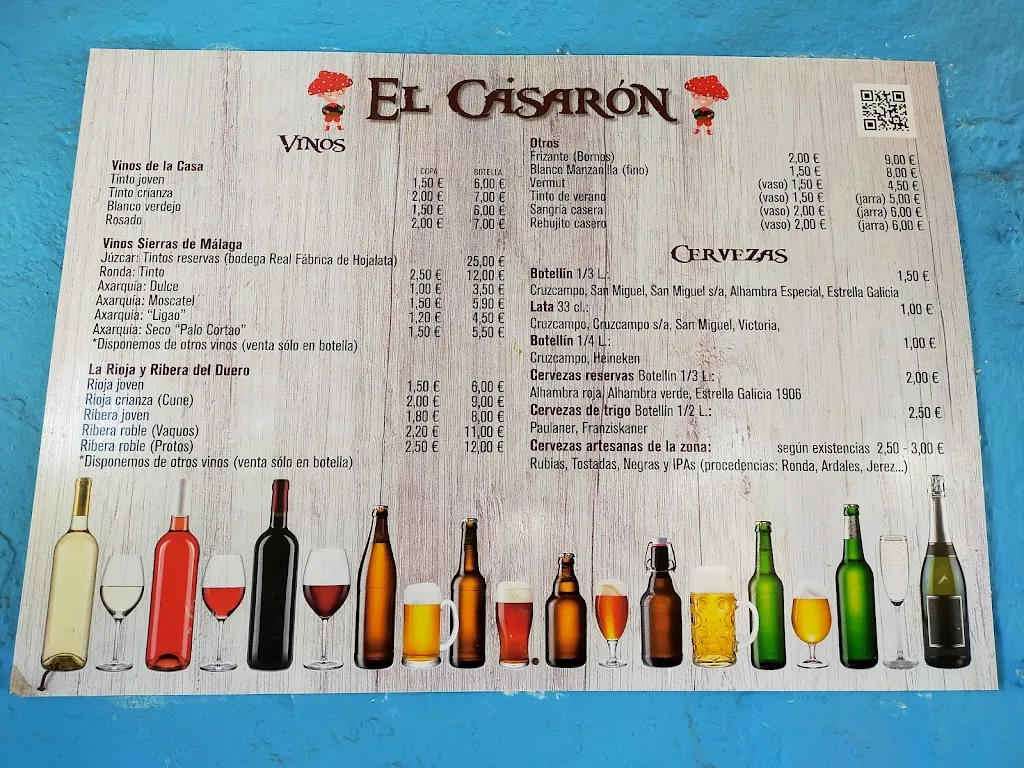 EL CASARÓN
VINOS
Vinos de la Casa COPA BOTELLA
Tinto joven 1,50 € 6,00 €
Tinto crianza 2,00 € 7,00 €
Blanco verdejo 1,50 € 6,00 €
Rosado 2,00 € 7,00 €
Vinos Sierras de Málaga
Júzcar: Tintos reservas (bodega Real Fábrica de Hojalata) 25,00 €
Ronda: Tinto 2,50 € 12,00 €
Axarquía: Dulce 1,00 € 3,50 €
Axarquía: Moscatel 1,50 € 5,90 €
Axarquía: "Ligao" 1,20 € 4,50 €
Axarquía: Seco "Palo Cortao" 1,50 € 5,50 €
*Disponemos de otros vinos (venta sólo en botella)
La Rioja y Ribera del Duero
Rioja joven 1,50 € 6,00 €
Rioja crianza (Cune) 2,00 € 9,00 €
Ribera joven 1,80 € 8,00 €
Ribera roble (Vaquos) 2,20 € 11,00 €
Ribera roble (Protos) 2,50 € 12,00 €
*Disponemos de otros vinos (venta sólo en botella)
Otros
Frizante (Bornos) 2,00 € 9,00 €
Blanco Manzanilla (fino) 1,50 € 8,00 €
Vermut (vaso) 1,50 € 4,50 €
Tinto de verano (vaso) 1,50 € (jarra) 5,00 €
Sangría casera (vaso) 2,00 € (jarra) 6,00 €
Rebujito casero (vaso) 2,00 € (jarra) 6,00 €
CERVEZAS
Botellín 1/3 L.: 1,50 €
Cruzcampo, San Miguel, San Miguel s/a, Alhambra Especial, Estrella Galicia
Lata 33 cl.: 1,00 €
Cruzcampo, Cruzcampo s/a, San Miguel, Victoria,
Botellín 1/4 L.: 1,00 €
Cruzcampo, Heineken
Cervezas reservas Botellín 1/3 L.: 2,00 €
Alhambra roja, Alhambra verde, Estrella Galicia 1906
Cervezas de trigo Botellín 1/2 L.: 2,50 €
Paulaner, Franziskaner
Cervezas artesanas de la zona: según existencias 2,50 - 3,00 €
Rubias, Tostadas, Negras y IPAs (procedencias: Ronda, Ardales, Jerez...)